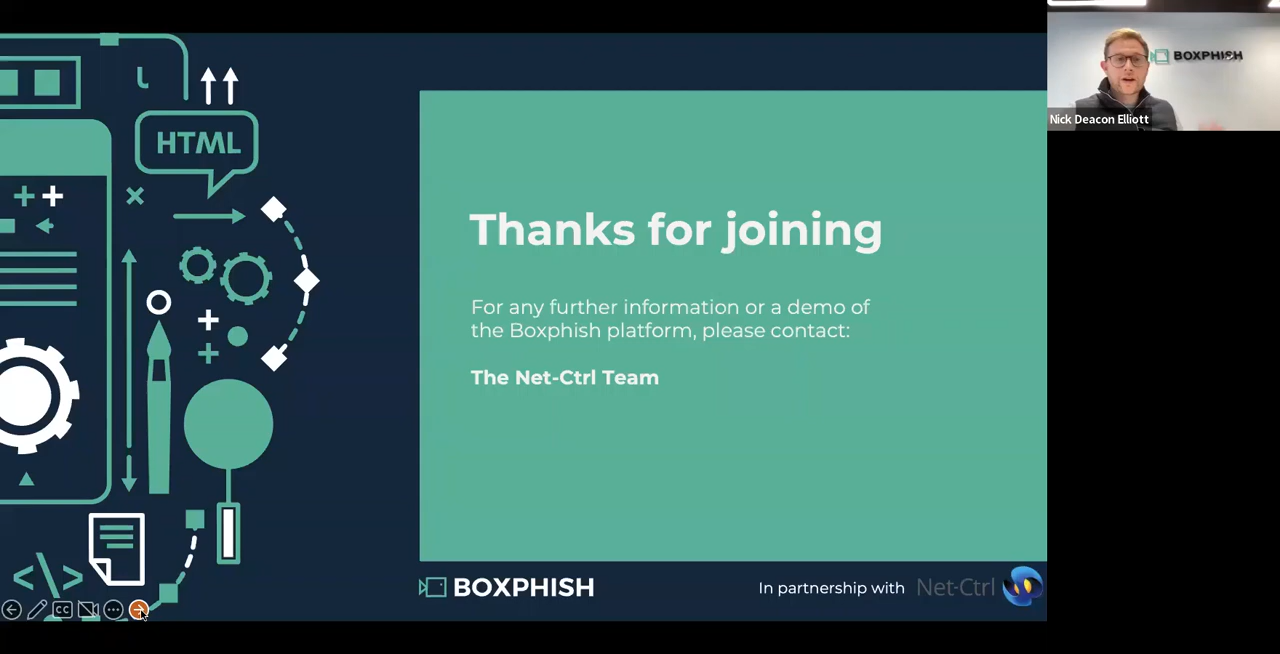 HTML
Thanks for joining
For any further information or a demo of
the Boxphish platform, please contact:
The Net-Ctrl Team
BOXPHISH
In partnership with
Net-Ctrl
CC
BOXPHISH
Nick Deacon Elliott